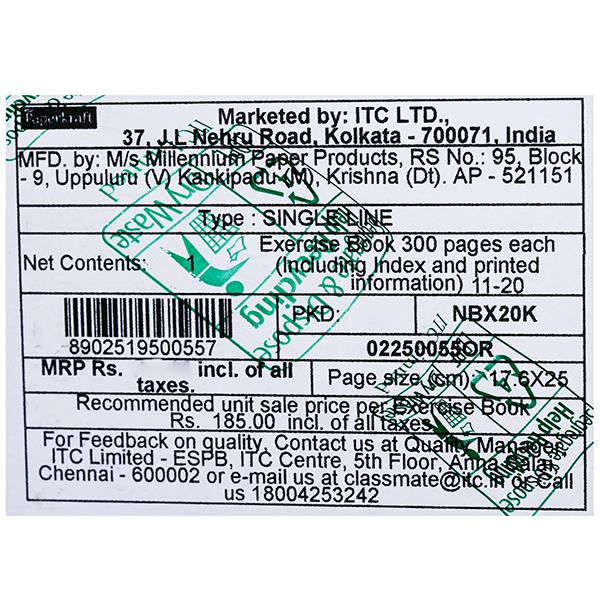 Paperkraft
Marketed by: ITC LTD.,
37, J.L Nehru Road, Kolkata - 700071, India
MFD. by: M/s Millennium Paper Products, RS No.: 95, Block
- 9, Uppuluru (V) Kankipadu (M), Krishna (Dt). AP - 521151
Type : SINGLE LINE
Net Contents: 1
Exercise Book 300 pages each
(Including Index and printed
information) 11-20
8902519500557
PKD:
NBX20K
02250055OR
MRP Rs. incl. of all
taxes.
Page size (cm) : 17.6X25
Recommended unit sale price per Exercise Book
Rs. 185.00 incl. of all taxes
For Feedback on quality, Contact us at Quality Manager,
ITC Limited - ESPB, ITC Centre, 5th Floor, Anna Salai,
Chennai - 600002 or e-mail us at classmate@itc.in or Call
us 18004253242
Dry Waste
Help Recycling